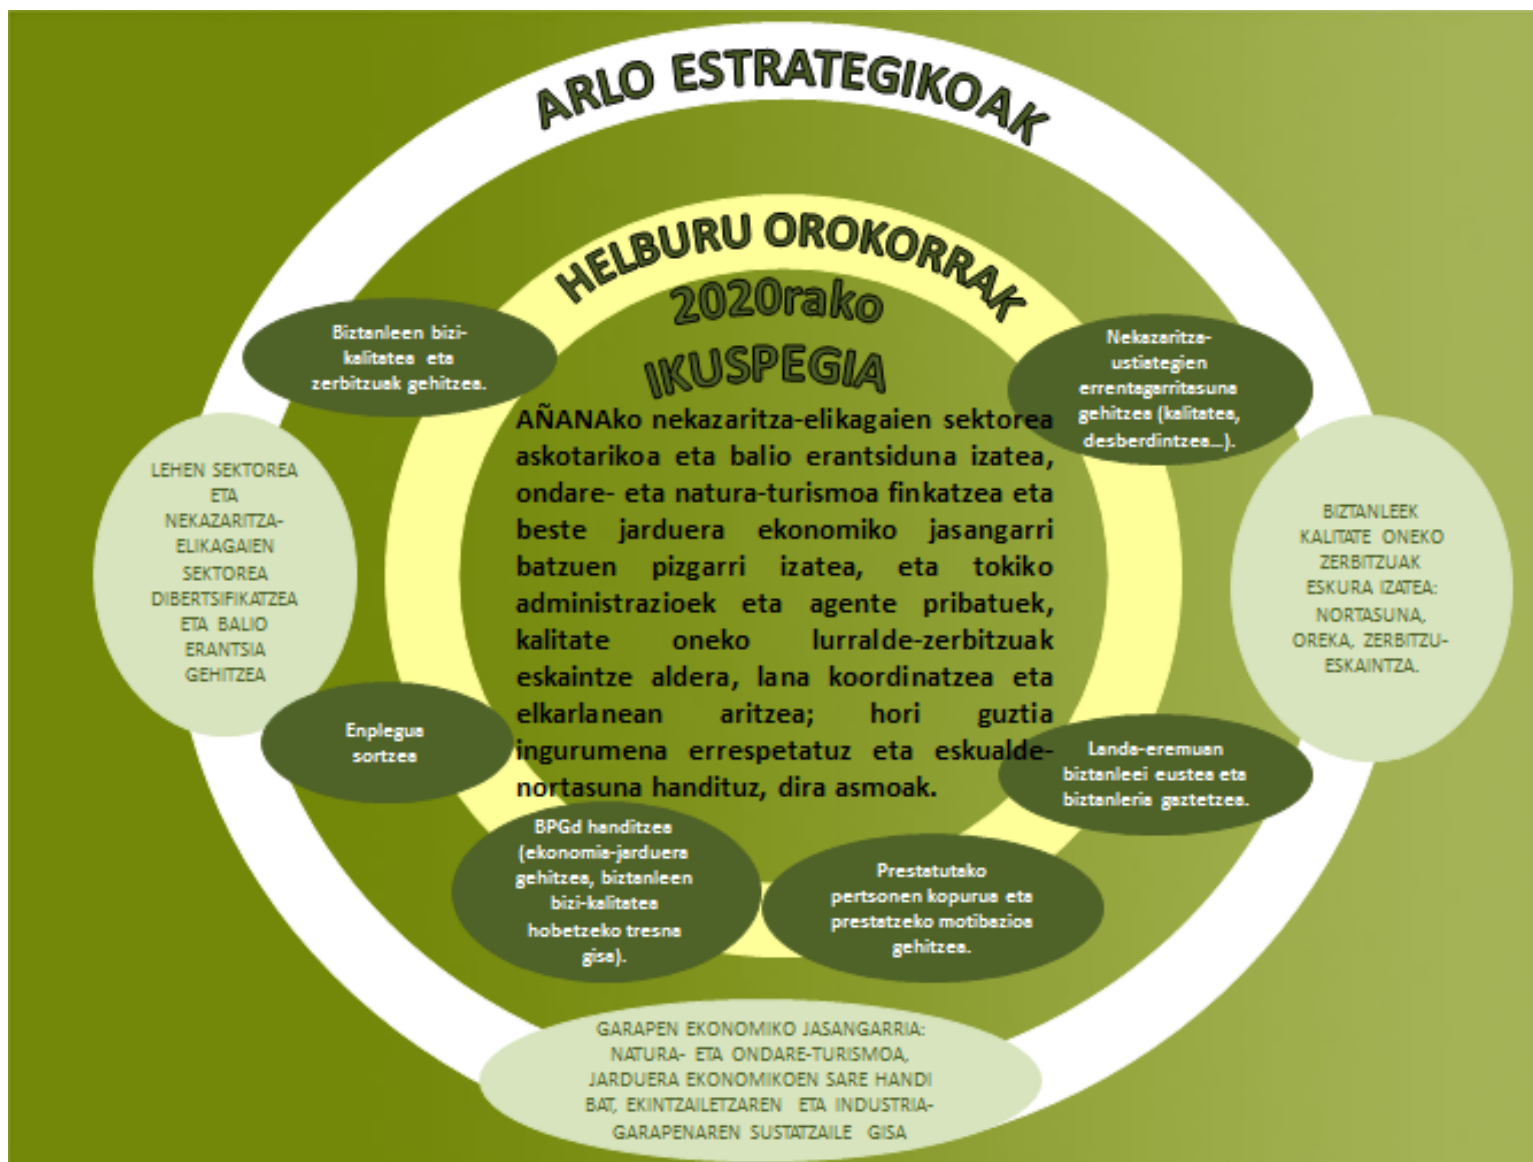 ARLO ESTRATEGIKOAK
HELBURU OROKORRAK
2020rako
IKUSPEGIA
AÑANAko nekazaritza-elikagaien sektorea
askotarikoa eta balio erantsiduna izatea,
ondare- eta natura-turismoa finkatzea eta
beste jarduera ekonomiko jasangarri
batzuen pizgarri izatea, eta tokiko
administrazioek eta agente pribatuek,
kalitate oneko lurralde-zerbitzuak
eskaintze aldera, lana koordinatzea eta
elkarlanean aritzea; hori guztia
ingurumena errespetatuz eta eskualde-
nortasuna handituz, dira asmoak.
Biztanleen bizi-
kalitatea eta
zerbitzuak gehitzea.
Nekazaritza-
ustiategien
errentagarritasuna
gehitzea (kalitatea,
desberdintzea...).
LEHEN SEKTOREA
ETA
NEKAZARITZA-
ELIKAGAIEN
SEKTOREA
DIBERTSIFIKATZEA
ETA BALIO
ERANTSIA
GEHITZEA
BIZTANLEEK
KALITATE ONEKO
ZERBITZUAK
ESKURA IZATEA:
NORTASUNA,
OREKA, ZERBITZU-
ESKAINTZA.
Enplegua
sortzea
Landa-eremuan
biztanleei eustea eta
biztanleria gaztetzea.
BPGd handitzea
(ekonomia-jarduera
gehitzea, biztanleen
bizi-kalitatea
hobetzeko tresna
gisa).
Prestatutako
pertsonen kopurua eta
prestatzeko motibazioa
gehitzea.
GARAPEN EKONOMIKO JASANGARRIA:
NATURA- ETA ONDARE-TURISMOA,
JARDUERA EKONOMIKOEN SARE HANDI
BAT, EKINTZAILETZAREN ETA INDUSTRIA-
GARAPENAREN SUSTATZAILE GISA